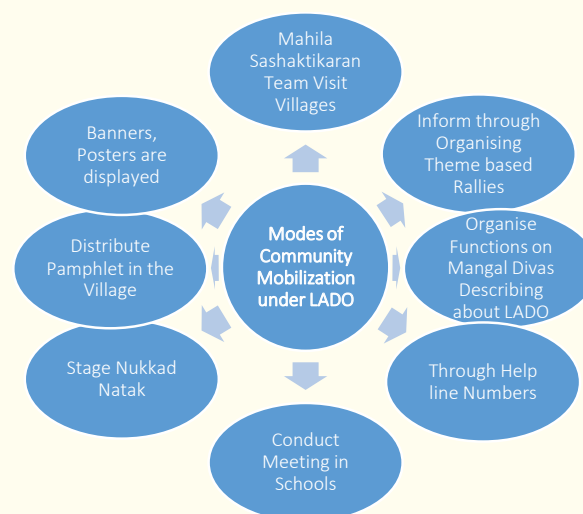 Mahila
Sashaktikaran
Team Visit
Villages
Inform through
Organising
Theme based
Rallies
Organise
Functions on
Mangal Divas
Describing
about LADO
Through Help
line Numbers
Conduct
Meeting in
Schools
Stage Nukkad
Natak
Distribute
Pamphlet in the
Village
Banners,
Posters are
displayed
Modes of
Community
Mobilization
under LADO